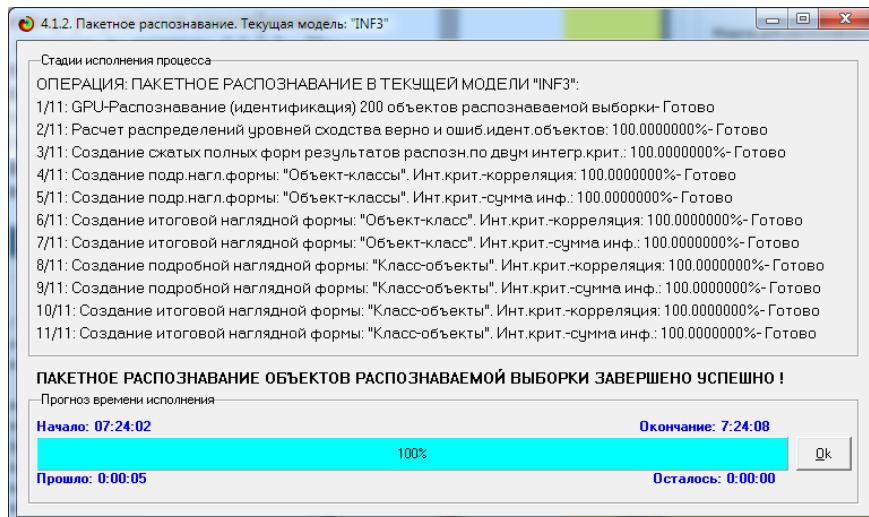 4.1.2. Пакетное распознавание. Текущая модель: "INF3"
Стадии исполнения процесса
ОПЕРАЦИЯ: ПАКЕТНОЕ РАСПОЗНАВАНИЕ В ТЕКУЩЕЙ МОДЕЛИ "INF3":
1/11: GPU-Распознавание (идентификация) 200 объектов распознаваемой выборки- Готово
2/11: Расчет распределений уровней сходства верно и ошиб.идент.объектов: 100.0000000%- Готово
3/11: Создание сжатых полных форм результатов распозн.по двум интегр.крит.: 100.0000000%- Готово
4/11: Создание подр.нагл.формы: "Объект-классы". Инт.крит.-корреляция: 100.0000000%- Готово
5/11: Создание подр.нагл.формы: "Объект-классы". Инт.крит.-сумма инф.: 100.0000000%- Готово
6/11: Создание итоговой наглядной формы: "Объект-класс". Инт.крит.-корреляция: 100.0000000%- Готово
7/11: Создание итоговой наглядной формы: "Объект-класс". Инт.крит.-сумма инф.: 100.0000000%- Готово
8/11: Создание подробной наглядной формы: "Класс-объекты". Инт.крит.-корреляция: 100.0000000%- Готово
9/11: Создание подробной наглядной формы: "Класс-объекты". Инт.крит.-сумма инф.: 100.0000000%- Готово
10/11: Создание итоговой наглядной формы: "Класс-объекты". Инт.крит.-корреляция: 100.0000000%- Готово
11/11: Создание итоговой наглядной формы: "Класс-объекты". Инт.крит.-сумма инф.: 100.0000000%- Готово
ПАКЕТНОЕ РАСПОЗНАВАНИЕ ОБЪЕКТОВ РАСПОЗНАВАЕМОЙ ВЫБОРКИ ЗАВЕРШЕНО УСПЕШНО !
Прогноз времени исполнения
Начало: 07:24:02 Окончание: 7:24:08
100% Ok
Прошло: 0:00:05 Осталось: 0:00:00